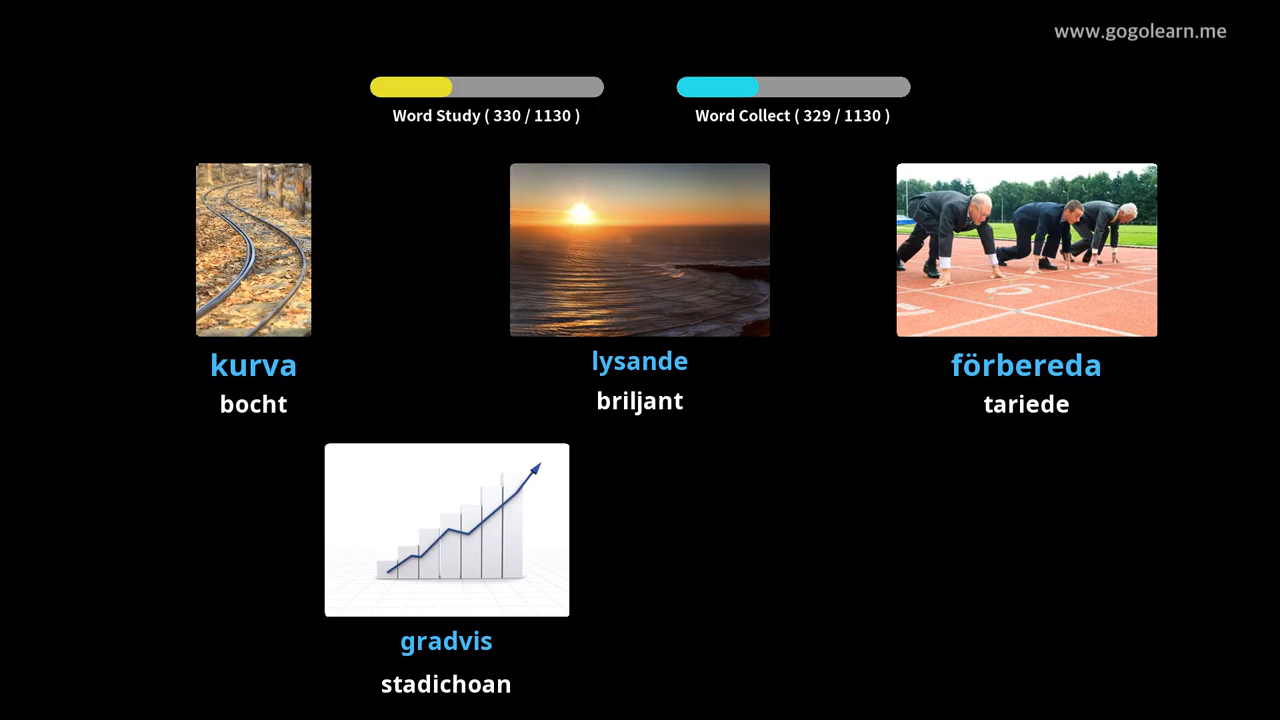 www.gogolearn.me
Word Study ( 330 / 1130 )
Word Collect ( 329 / 1130 )
kurva
bocht
lysande
briljant
förbereda
tariede
gradvis
stadichoan